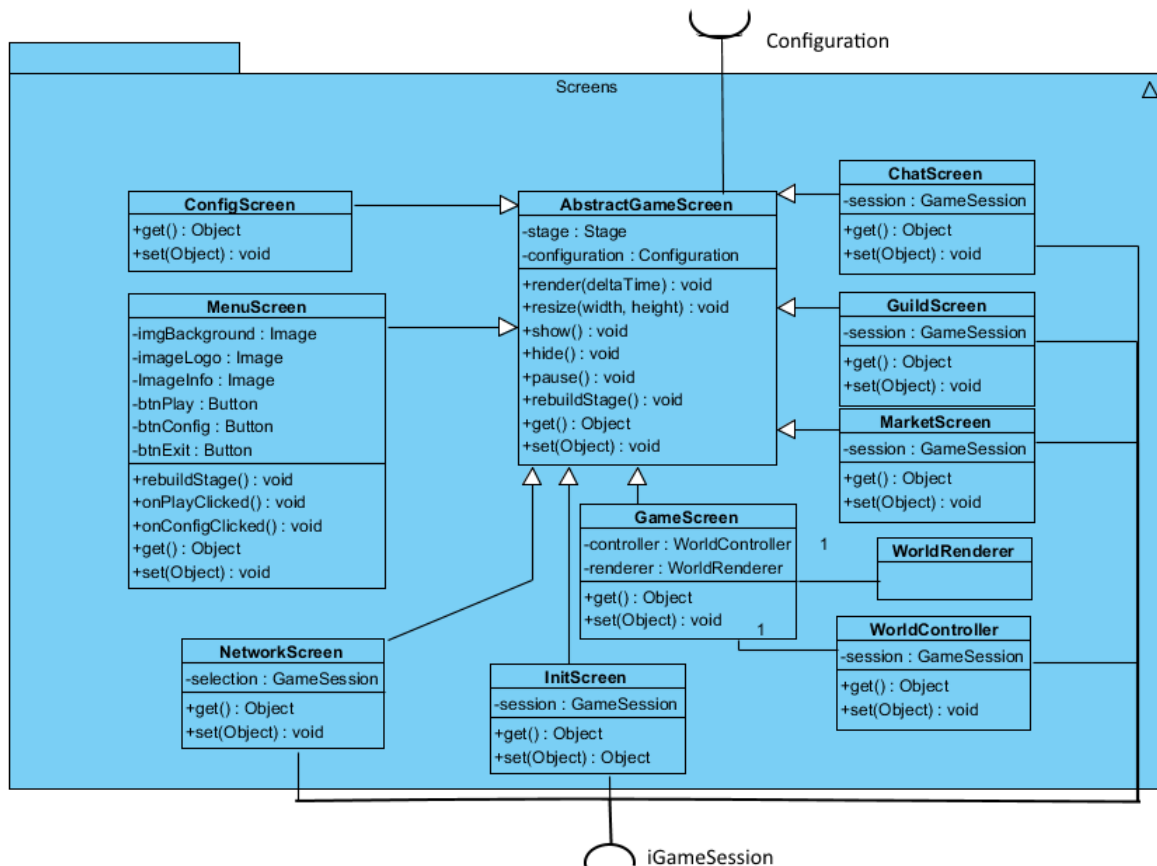 Configuration
Screens
ConfigScreen
+get() : Object
+set(Object) : void
MenuScreen
-imgBackground : Image
-imageLogo : Image
-ImageInfo : Image
-btnPlay : Button
-btnConfig : Button
-btnExit : Button
+rebuildStage() : void
+onPlayClicked() : void
+onConfigClicked() : void
+get() : Object
+set(Object) : void
NetworkScreen
-selection : GameSession
+get() : Object
+set(Object) : void
AbstractGameScreen
-stage : Stage
-configuration : Configuration
+render(deltaTime) : void
+resize(width, height) : void
+show() : void
+hide() : void
+pause() : void
+rebuildStage() : void
+get() : Object
+set(Object) : void
GameScreen
-controller : WorldController
-renderer : WorldRenderer
+get() : Object
+set(Object) : void
1
1
InitScreen
-session : GameSession
+get() : Object
+set(Object) : Object
ChatScreen
-session : GameSession
+get() : Object
+set(Object) : void
GuildScreen
-session : GameSession
+get() : Object
+set(Object) : void
MarketScreen
-session : GameSession
+get() : Object
+set(Object) : void
WorldRenderer
WorldController
-session : GameSession
+get() : Object
+set(Object) : void
iGameSession